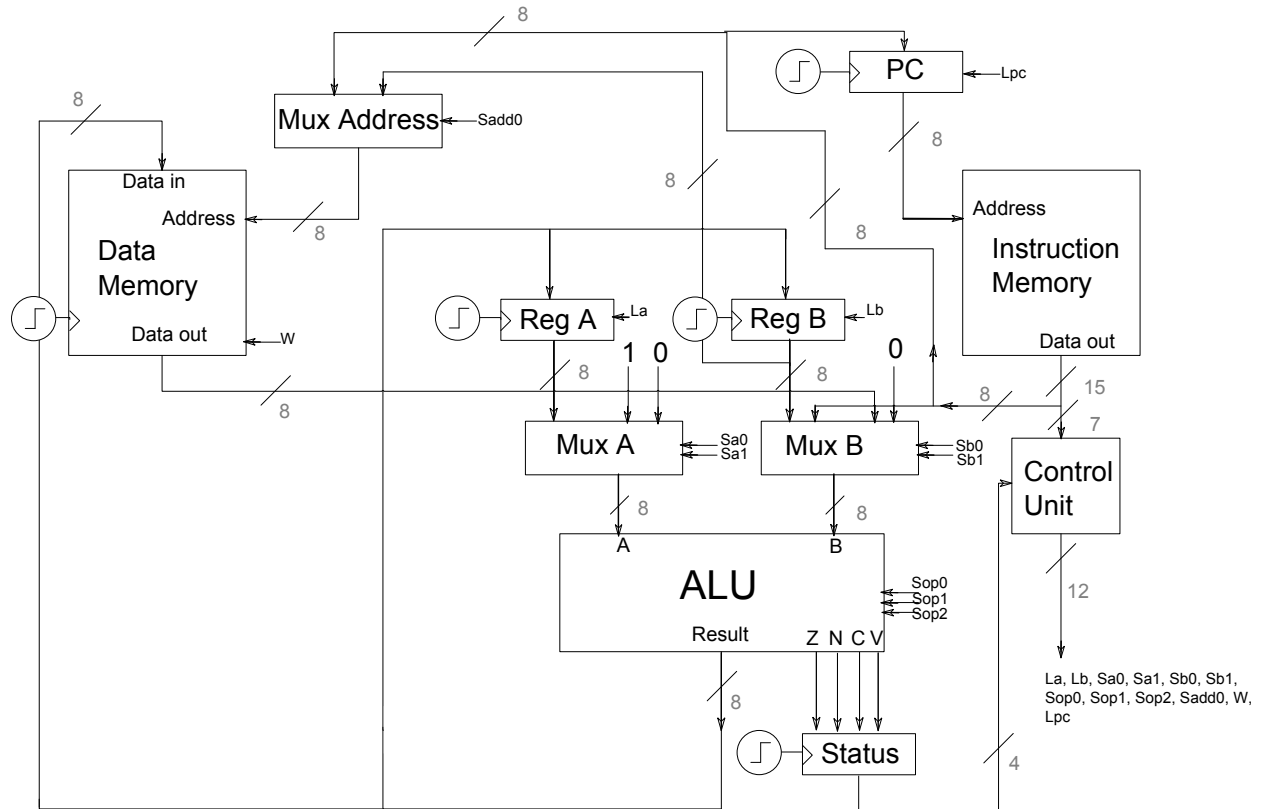 8
8
PC
Lpc
Mux Address
Sadd0
8
8
Data in
Address
8
8
8
Address
Data
Memory
Instruction
Memory
Data out
W
Reg A
La
Reg B
Lb
Data out
1 0
0
8
8
8
8
15
7
Mux A
Sa0
Sa1
Mux B
Sb0
Sb1
Control
Unit
8
8
A
B
ALU
Sop0
Sop1
Sop2
12
Result
Z N C V
8
La, Lb, Sa0, Sa1, Sb0, Sb1,
Sop0, Sop1, Sop2, Sadd0, W,
Lpc
Status
4